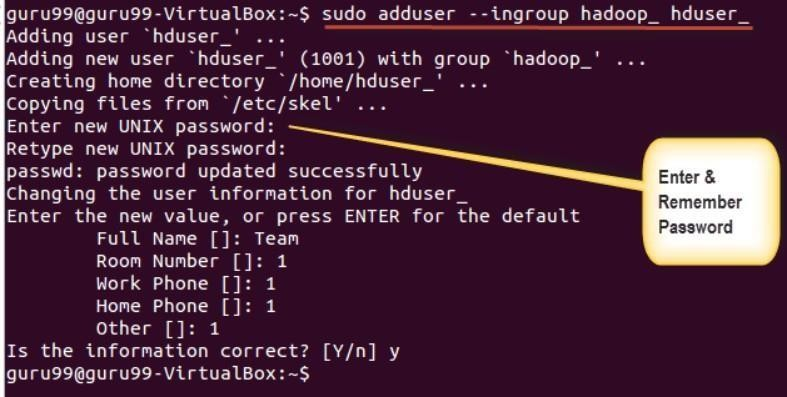 guru99@guru99-VirtualBox:~$ sudo adduser --ingroup hadoop_ hduser_
Adding user `hduser_' ...
Adding new user `hduser_' (1001) with group `hadoop_' ...
Creating home directory `/home/hduser_' ...
Copying files from `/etc/skel' ...
Enter new UNIX password:
Retype new UNIX password:
passwd: password updated successfully
Changing the user information for hduser_
Enter the new value, or press ENTER for the default
Full Name []: Team
Room Number []: 1
Work Phone []: 1
Home Phone []: 1
Other []: 1
Is the information correct? [Y/n] y
guru99@guru99-VirtualBox:~$
Enter &
Remember
Password